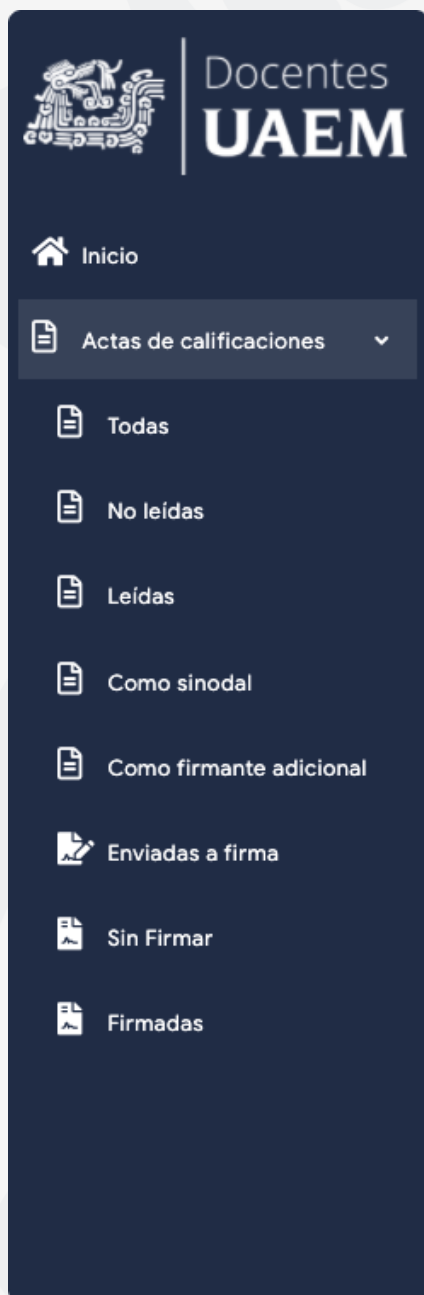 Docentes
UAEM
Inicio
Actas de calificaciones
Todas
No leídas
Leídas
Como sinodal
Como firmante adicional
Enviadas a firma
Sin Firmar
Firmadas